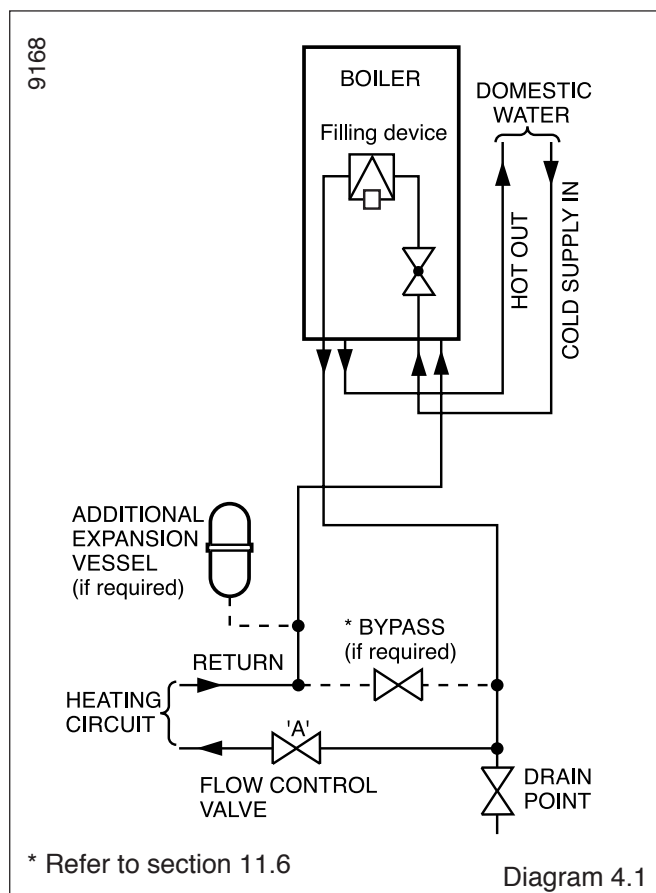 9168
BOILER
Filling device
DOMESTIC
WATER
HOT OUT
COLD SUPPLY IN
ADDITIONAL
EXPANSION
VESSEL
(if required)
* BYPASS
(if required)
RETURN
HEATING
CIRCUIT
'A'
FLOW CONTROL
VALVE
DRAIN
POINT
* Refer to section 11.6
Diagram 4.1